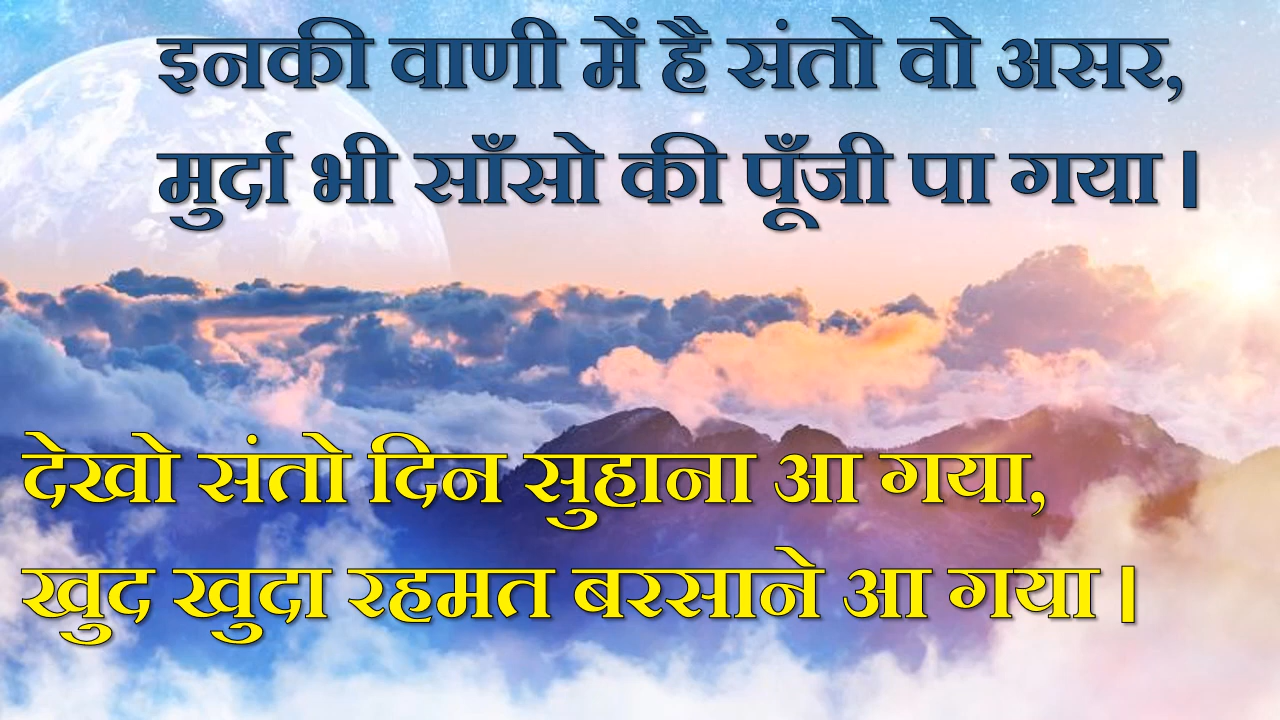 इनकी वाणी में है संतो वो असर,
मुर्दा भी साँसो की पूँजी पा गया।
देखो संतो दिन सुहाना आ गया,
खुद खुदा रहमत बरसाने आ गया।